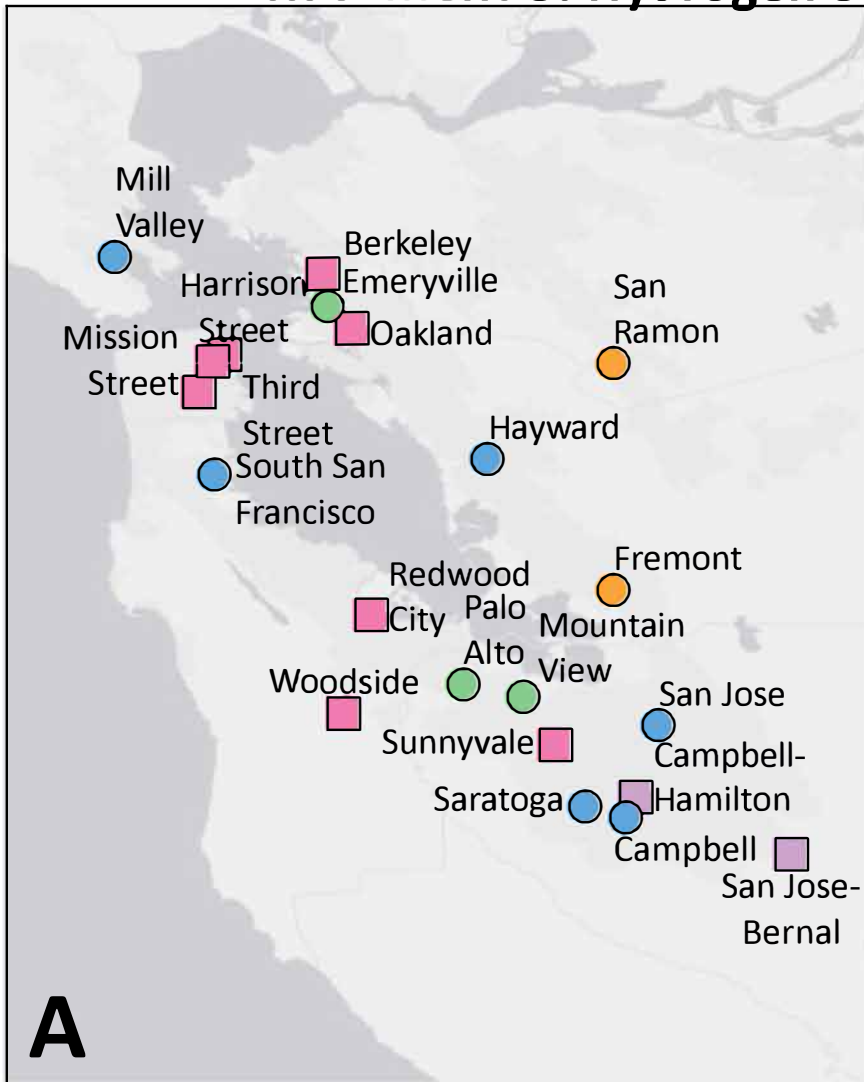 Mill
Valley
Berkeley
Harrison
Street
Emeryville
San
Ramon
Mission
Street
Oakland
Third
Street
Hayward
South San
Francisco
Fremont
Redwood
City
Palo
Alto
Mountain
View
Woodside
San Jose
Sunnyvale
Campbell-
Hamilton
Saratoga
Campbell
San Jose-
Bernal
A